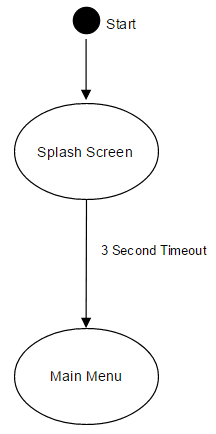 Start
Splash Screen
3 Second Timeout
Main Menu